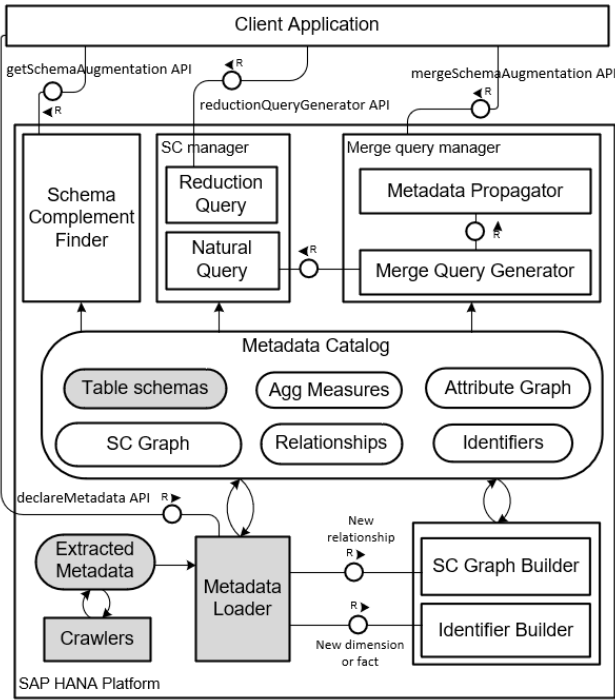 Client Application
getSchemaAugmentation API
R
R
reductionQueryGenerator API
mergeSchemaAugmentation API
R
SC manager
Merge query manager
Schema
Complement
Finder
Reduction
Query
Natural
Query
R
Metadata Propagator
R
Merge Query Generator
Metadata Catalog
Table schemas
Agg Measures
Attribute Graph
SC Graph
Relationships
Identifiers
declareMetadata API
R
Extracted
Metadata
Crawlers
Metadata
Loader
New
relationship
R
R
New dimension
or fact
SC Graph Builder
Identifier Builder
SAP HANA Platform